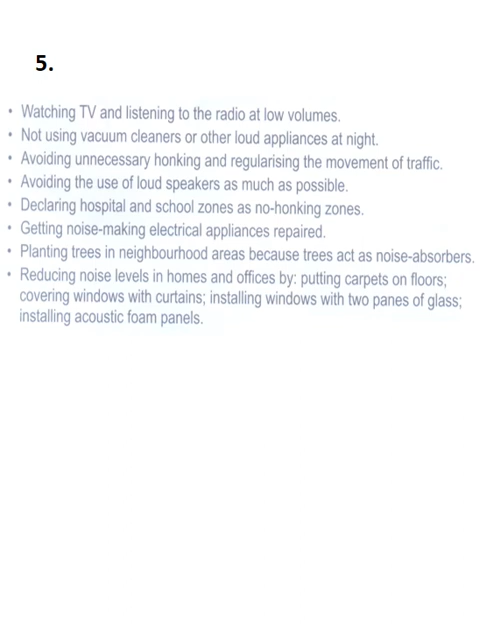 5.
• Watching TV and listening to the radio at low volumes.
• Not using vacuum cleaners or other loud appliances at night.
• Avoiding unnecessary honking and regularising the movement of traffic.
• Avoiding the use of loud speakers as much as possible.
• Declaring hospital and school zones as no-honking zones.
• Getting noise-making electrical appliances repaired.
• Planting trees in neighbourhood areas because trees act as noise-absorbers.
• Reducing noise levels in homes and offices by: putting carpets on floors;
covering windows with curtains; installing windows with two panes of glass;
installing acoustic foam panels.